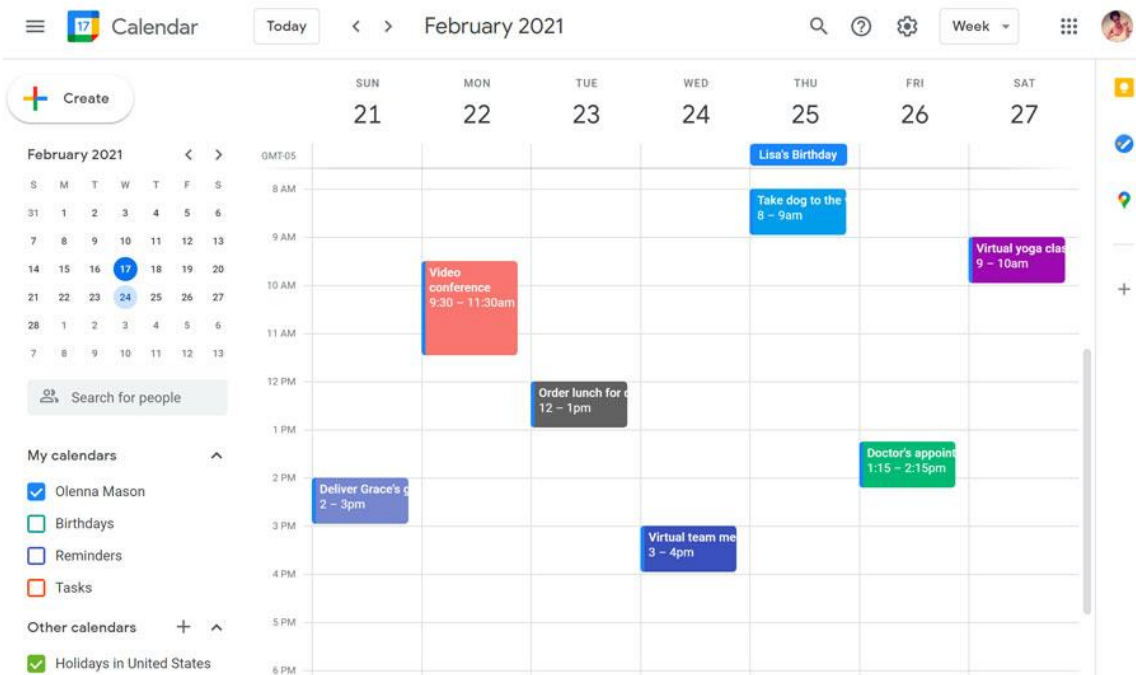 17 Calendar Today < > February 2021 Week
Create
SUN MON TUE WED THU FRI SAT
21 22 23 24 25 26 27
February 2021 < >
S M T W T F S
31 1 2 3 4 5 6
7 8 9 10 11 12 13
14 15 16 17 18 19 20
21 22 23 24 25 26 27
28 1 2 3 4 5 6
7 8 9 10 11 12 13
Search for people
My calendars
Olenna Mason
Birthdays
Reminders
Tasks
Other calendars +
Holidays in United States
GMT-05
Lisa's Birthday
8 AM
Take dog to the
8 – 9am
9 AM
Virtual yoga clas
9 – 10am
Video
conference
9:30 – 11:30am
10 AM
11 AM
12 PM
Order lunch for
12 – 1pm
1 PM
Doctor's appoint
1:15 – 2:15pm
2 PM
Deliver Grace's g
2 – 3pm
3 PM
Virtual team me
3 – 4pm
4 PM
5 PM
6 PM